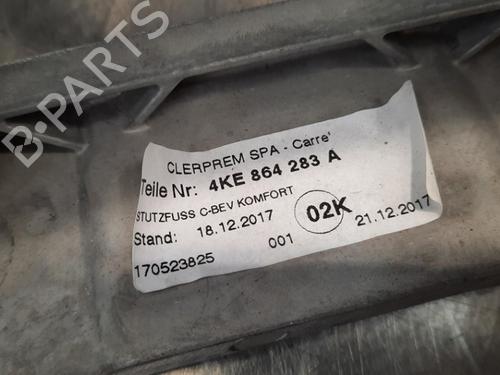 CLERPREM SPA - Carre'
Teile Nr: 4KE 864 283 A
STUTZFUSS C-BEV KOMFORT
Stand: 18.12.2017 02K 21.12.2017
170523825 001
B-PARTS